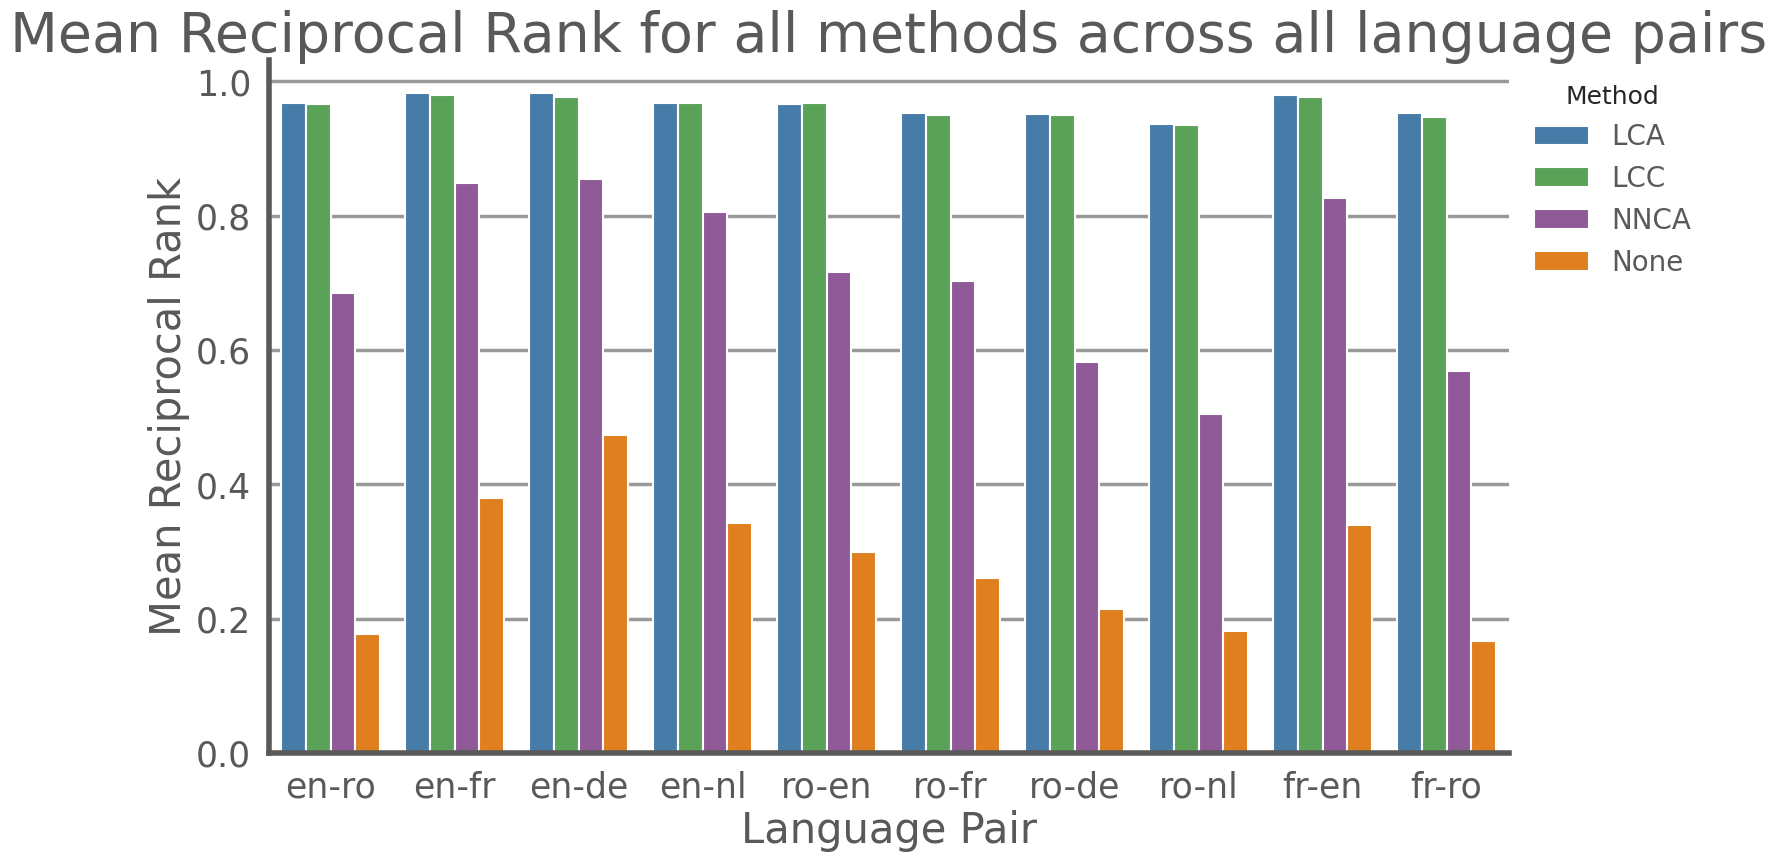 Mean Reciprocal Rank for all methods across all language pairs
Mean Reciprocal Rank
1.0
0.8
0.6
0.4
0.2
0.0
en-ro en-fr en-de en-nl ro-en ro-fr ro-de ro-nl fr-en fr-ro
Language Pair
Method
LCA
LCC
NNCA
None